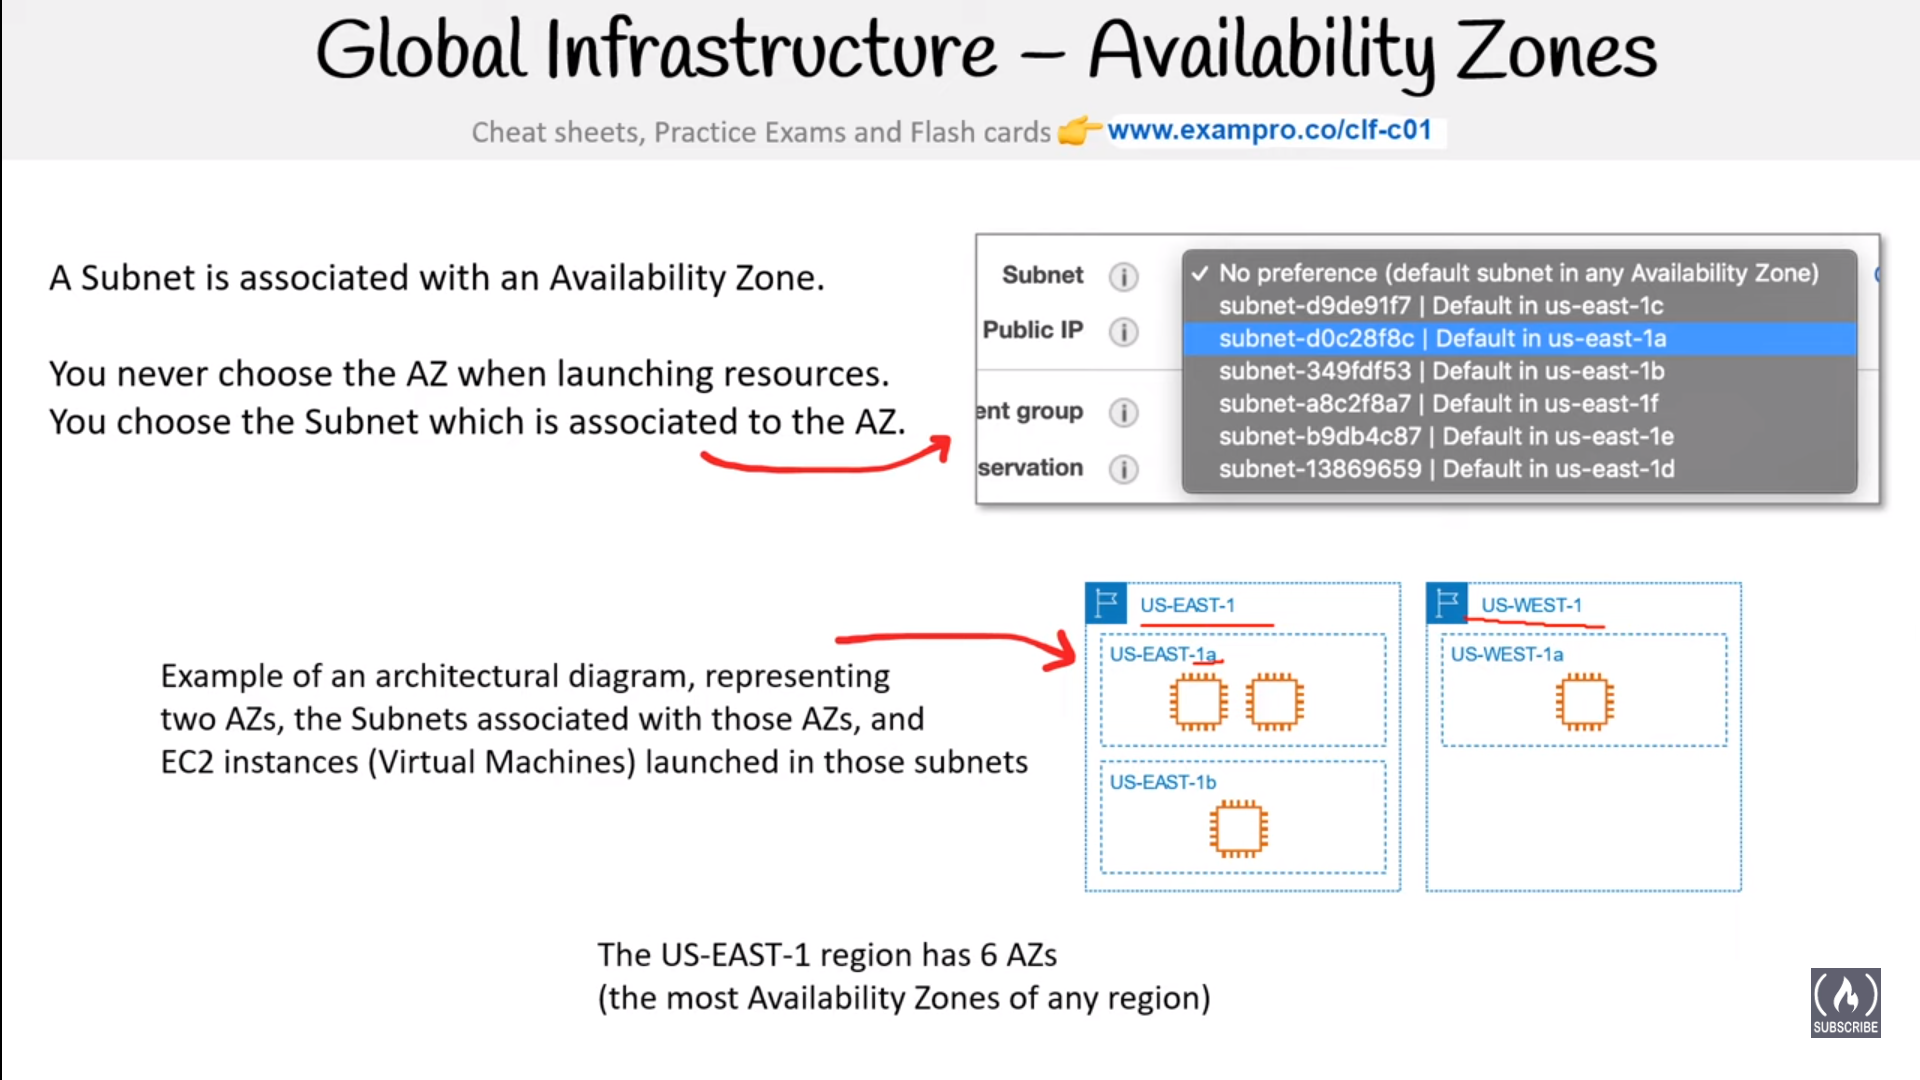 Global Infrastructure – Availability Zones
Cheat sheets, Practice Exams and Flash cards 👉 www.exampro.co/clf-c01
A Subnet is associated with an Availability Zone.
You never choose the AZ when launching resources.
You choose the Subnet which is associated to the AZ.
Subnet
Public IP
ent group
servation
✓ No preference (default subnet in any Availability Zone)
subnet-d9de91f7 | Default in us-east-1c
subnet-d0c28f8c | Default in us-east-1a
subnet-349fdf53 | Default in us-east-1b
subnet-a8c2f8a7 | Default in us-east-1f
subnet-b9db4c87 | Default in us-east-1e
subnet-13869659 | Default in us-east-1d
Example of an architectural diagram, representing
two AZs, the Subnets associated with those AZs, and
EC2 instances (Virtual Machines) launched in those subnets
US-EAST-1
US-EAST-1a
US-EAST-1b
US-WEST-1
US-WEST-1a
The US-EAST-1 region has 6 AZs
(the most Availability Zones of any region)
SUBSCRIBE